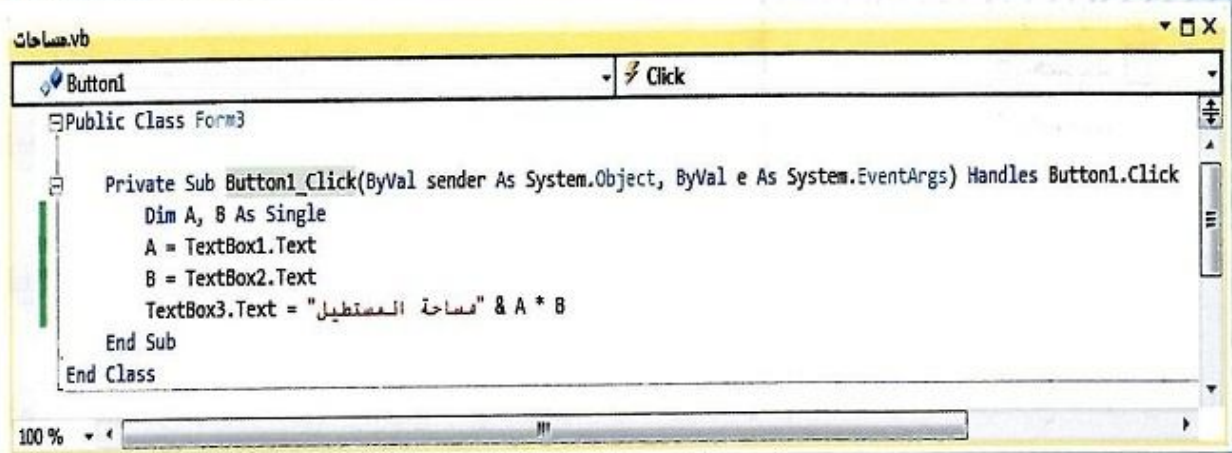 مساحات.vb
Button1 Click
Public Class Form3
Private Sub Button1_Click(ByVal sender As System.Object, ByVal e As System.EventArgs) Handles Button1.Click
Dim A, B As Single
A = TextBox1.Text
B = TextBox2.Text
TextBox3.Text = "مساحة المستطيل" & A * B
End Sub
End Class
100 %